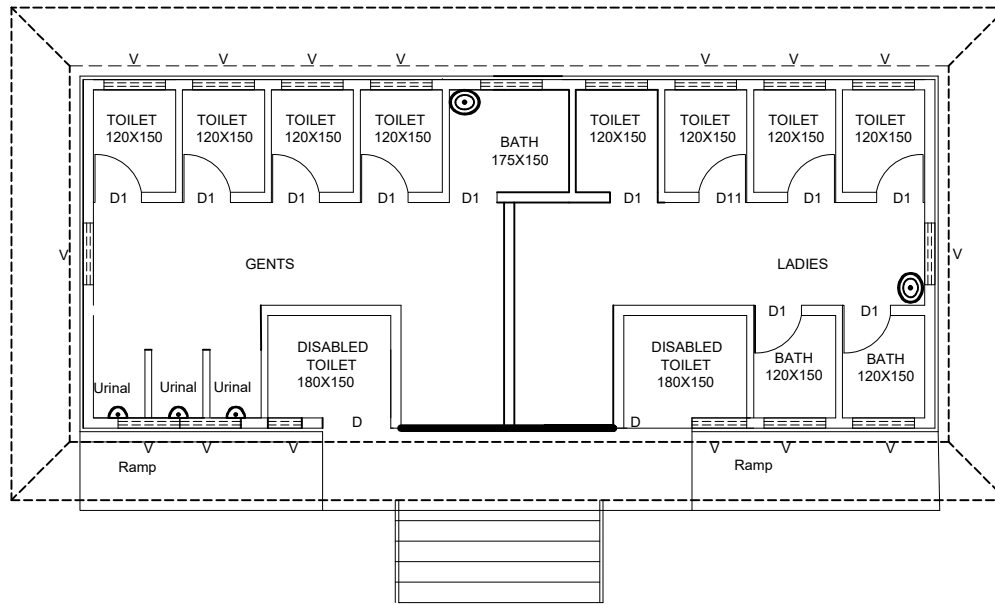 V V V V V V V
TOILET TOILET TOILET TOILET TOILET TOILET TOILET TOILET
120X150 120X150 120X150 120X150 120X150 120X150 120X150 120X150
BATH
175X150
D1 D1 D1 D1 D1 D1 D11 D1 D1
V V
GENTS LADIES
D1 D1
DISABLED DISABLED
TOILET TOILET BATH BATH
180X150 180X150 120X150 120X150
Urinal Urinal Urinal
D D
V V V V V V
Ramp Ramp